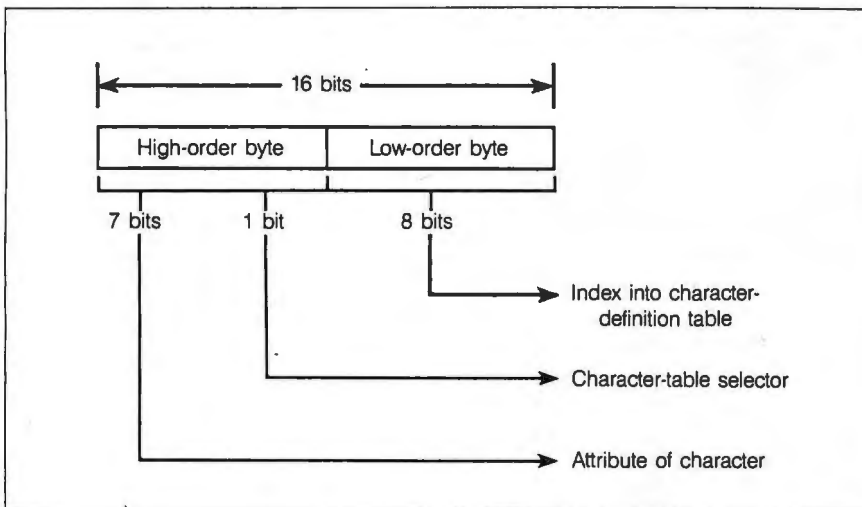 16 bits
High-order byte
Low-order byte
7 bits
1 bit
8 bits
Index into character-
definition table
Character-table selector
Attribute of character